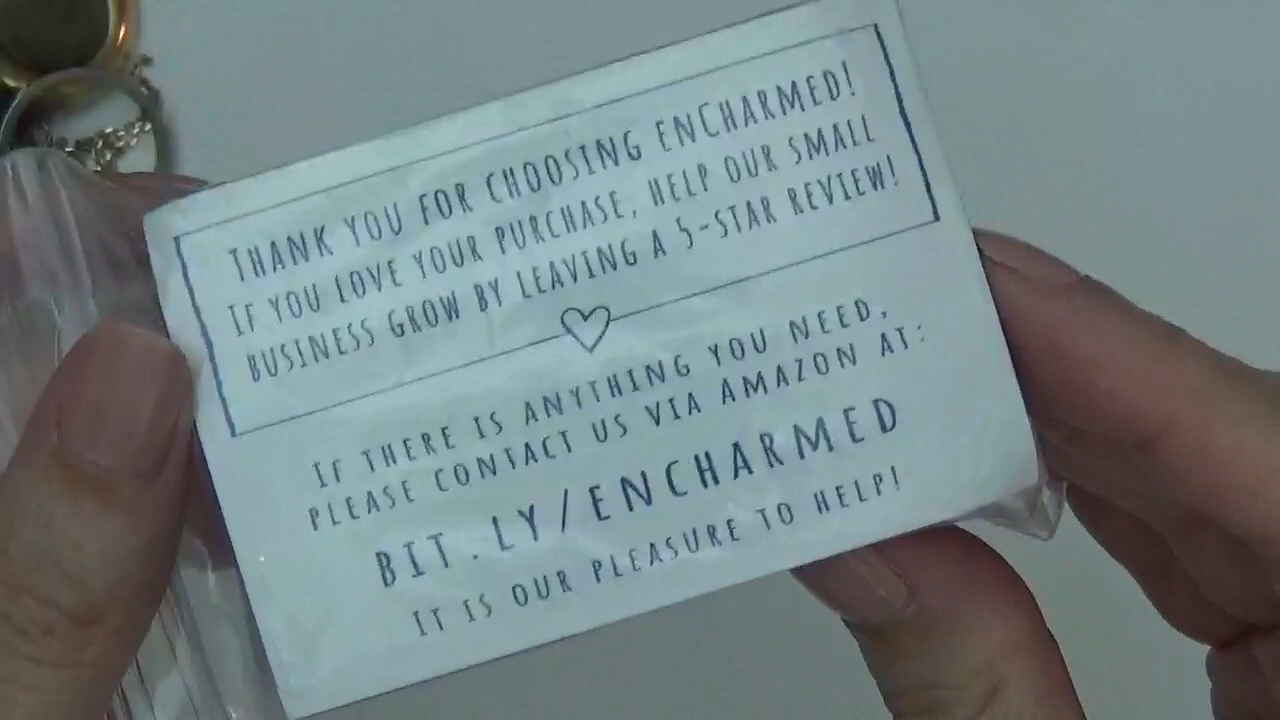 THANK YOU FOR CHOOSING ENCHARMED!
IF YOU LOVE YOUR PURCHASE, HELP OUR SMALL
BUSINESS GROW BY LEAVING A 5-STAR REVIEW!
IF THERE IS ANYTHING YOU NEED,
PLEASE CONTACT US VIA AMAZON AT:
BIT.LY/ENCHARMED
IT IS OUR PLEASURE TO HELP!